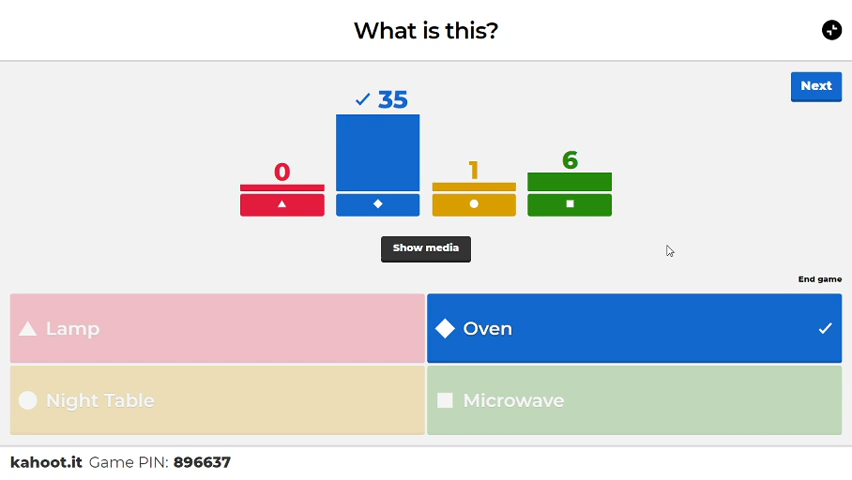 What is this?
Next
35
0
1
6
Show media
End game
Lamp
Oven
Night Table
Microwave
kahoot.it Game PIN: 896637